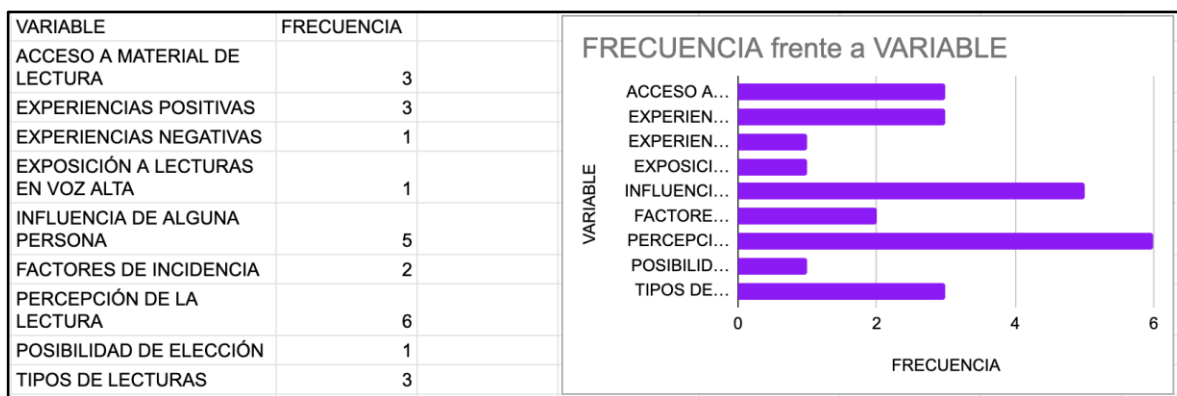 VARIABLE FRECUENCIA
ACCESO A MATERIAL DE
LECTURA 3
EXPERIENCIAS POSITIVAS 3
EXPERIENCIAS NEGATIVAS 1
EXPOSICIÓN A LECTURAS
EN VOZ ALTA 1
INFLUENCIA DE ALGUNA
PERSONA 5
FACTORES DE INCIDENCIA 2
PERCEPCIÓN DE LA
LECTURA 6
POSIBILIDAD DE ELECCIÓN 1
TIPOS DE LECTURAS 3
FRECUENCIA frente a VARIABLE
VARIABLE
ACCESO A…
EXPERIEN…
EXPERIEN…
EXPOSICI…
INFLUENCI…
FACTORE…
PERCEPCI…
POSIBILID…
TIPOS DE…
0 2 4 6
FRECUENCIA